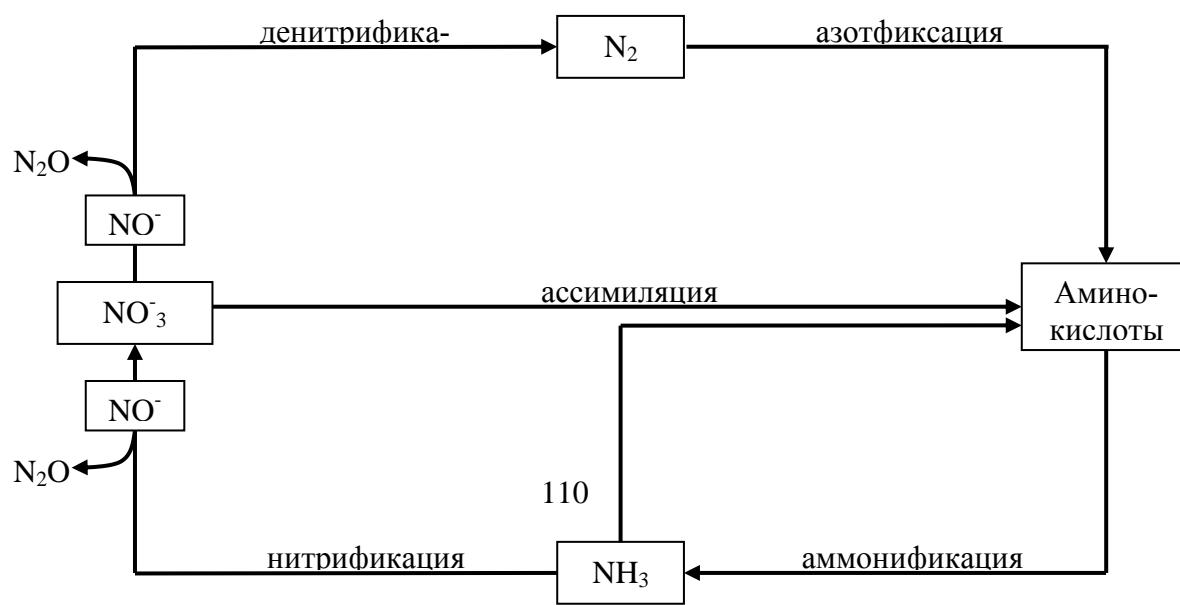 денитрифика-
N₂
азотфиксация
N₂O
NO⁻
NO⁻₃
ассимиляция
Амино-
кислоты
NO⁻
N₂O
110
нитрификация
NH₃
аммонификация